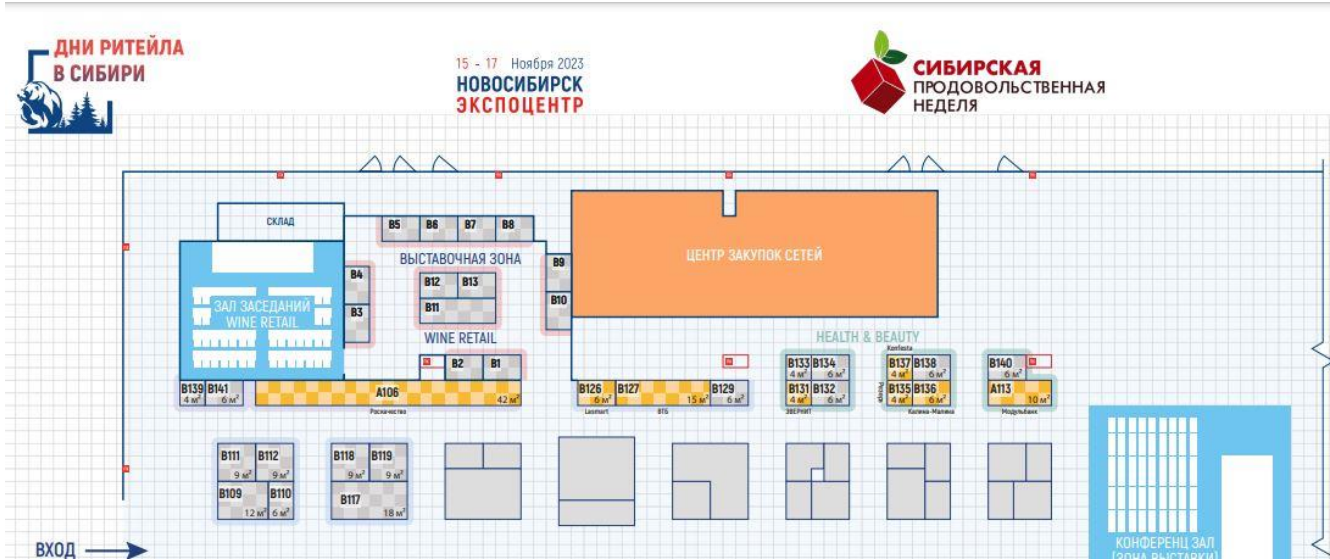 ДНИ РИТЕЙЛА
В СИБИРИ
15 - 17 Ноября 2023
НОВОСИБИРСК
ЭКСПОЦЕНТР
СИБИРСКАЯ
ПРОДОВОЛЬСТВЕННАЯ
НЕДЕЛЯ
СКЛАД
B5 B6 B7 B8
ВЫСТАВОЧНАЯ ЗОНА
ЦЕНТР ЗАКУПОК СЕТЕЙ
B9
B4
B12 B13
B10
B3
B11
ЗАЛ ЗАСЕДАНИЙ
WINE RETAIL
WINE RETAIL
HEALTH & BEAUTY
Konfesta
B2 B1
B133 B134
4 м² 6 м²
B137 B138
4 м² 6 м²
B140
6 м²
B139 B141
4 м² 6 м²
A106
42 м²
Роскачество
B126
6 м²
B127
15 м²
B129
6 м²
Leomart
ВТБ
B131 B132
4 м² 6 м²
ЭВЕРНИТ
B135 B136
4 м² 6 м²
Калина-Малина
A113
10 м²
Модульбанк
B111 B112
9 м² 9 м²
B109 B110
12 м² 6 м²
B118 B119
9 м² 9 м²
B117
18 м²
КОНФЕРЕНЦ ЗАЛ
(ЗОНА ВЫСТАВКИ)
ВХОД